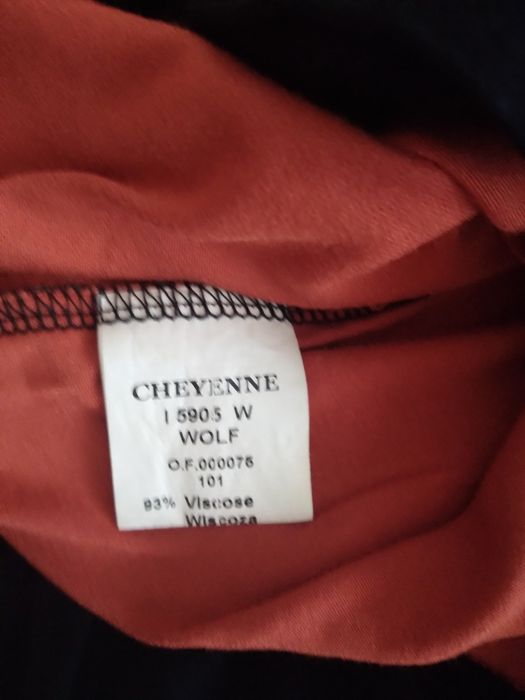 CHEYENNE
I 5905 W
WOLF
O.F.000075
101
93% Viscose
Wiscoza